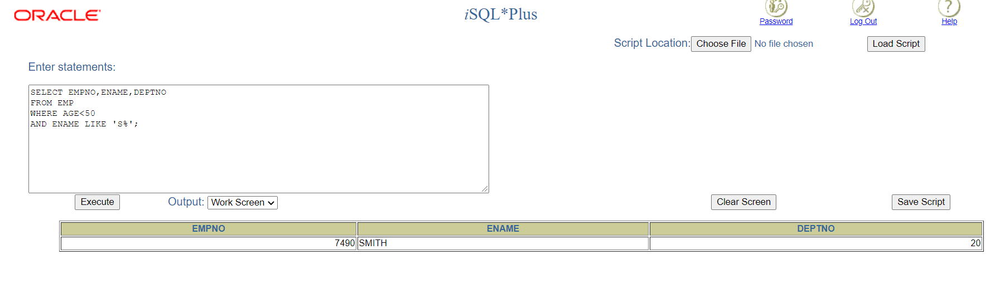 ORACLE
iSQL*Plus
?
Password
Log Out
Help
Script Location: Choose File No file chosen
Load Script
Enter statements:
SELECT EMPNO,ENAME,DEPTNO
FROM EMP
WHERE AGE<50
AND ENAME LIKE 'S%';
Execute
Output: Work Screen
Clear Screen
Save Script
EMPNO ENAME DEPTNO
7490 SMITH 20